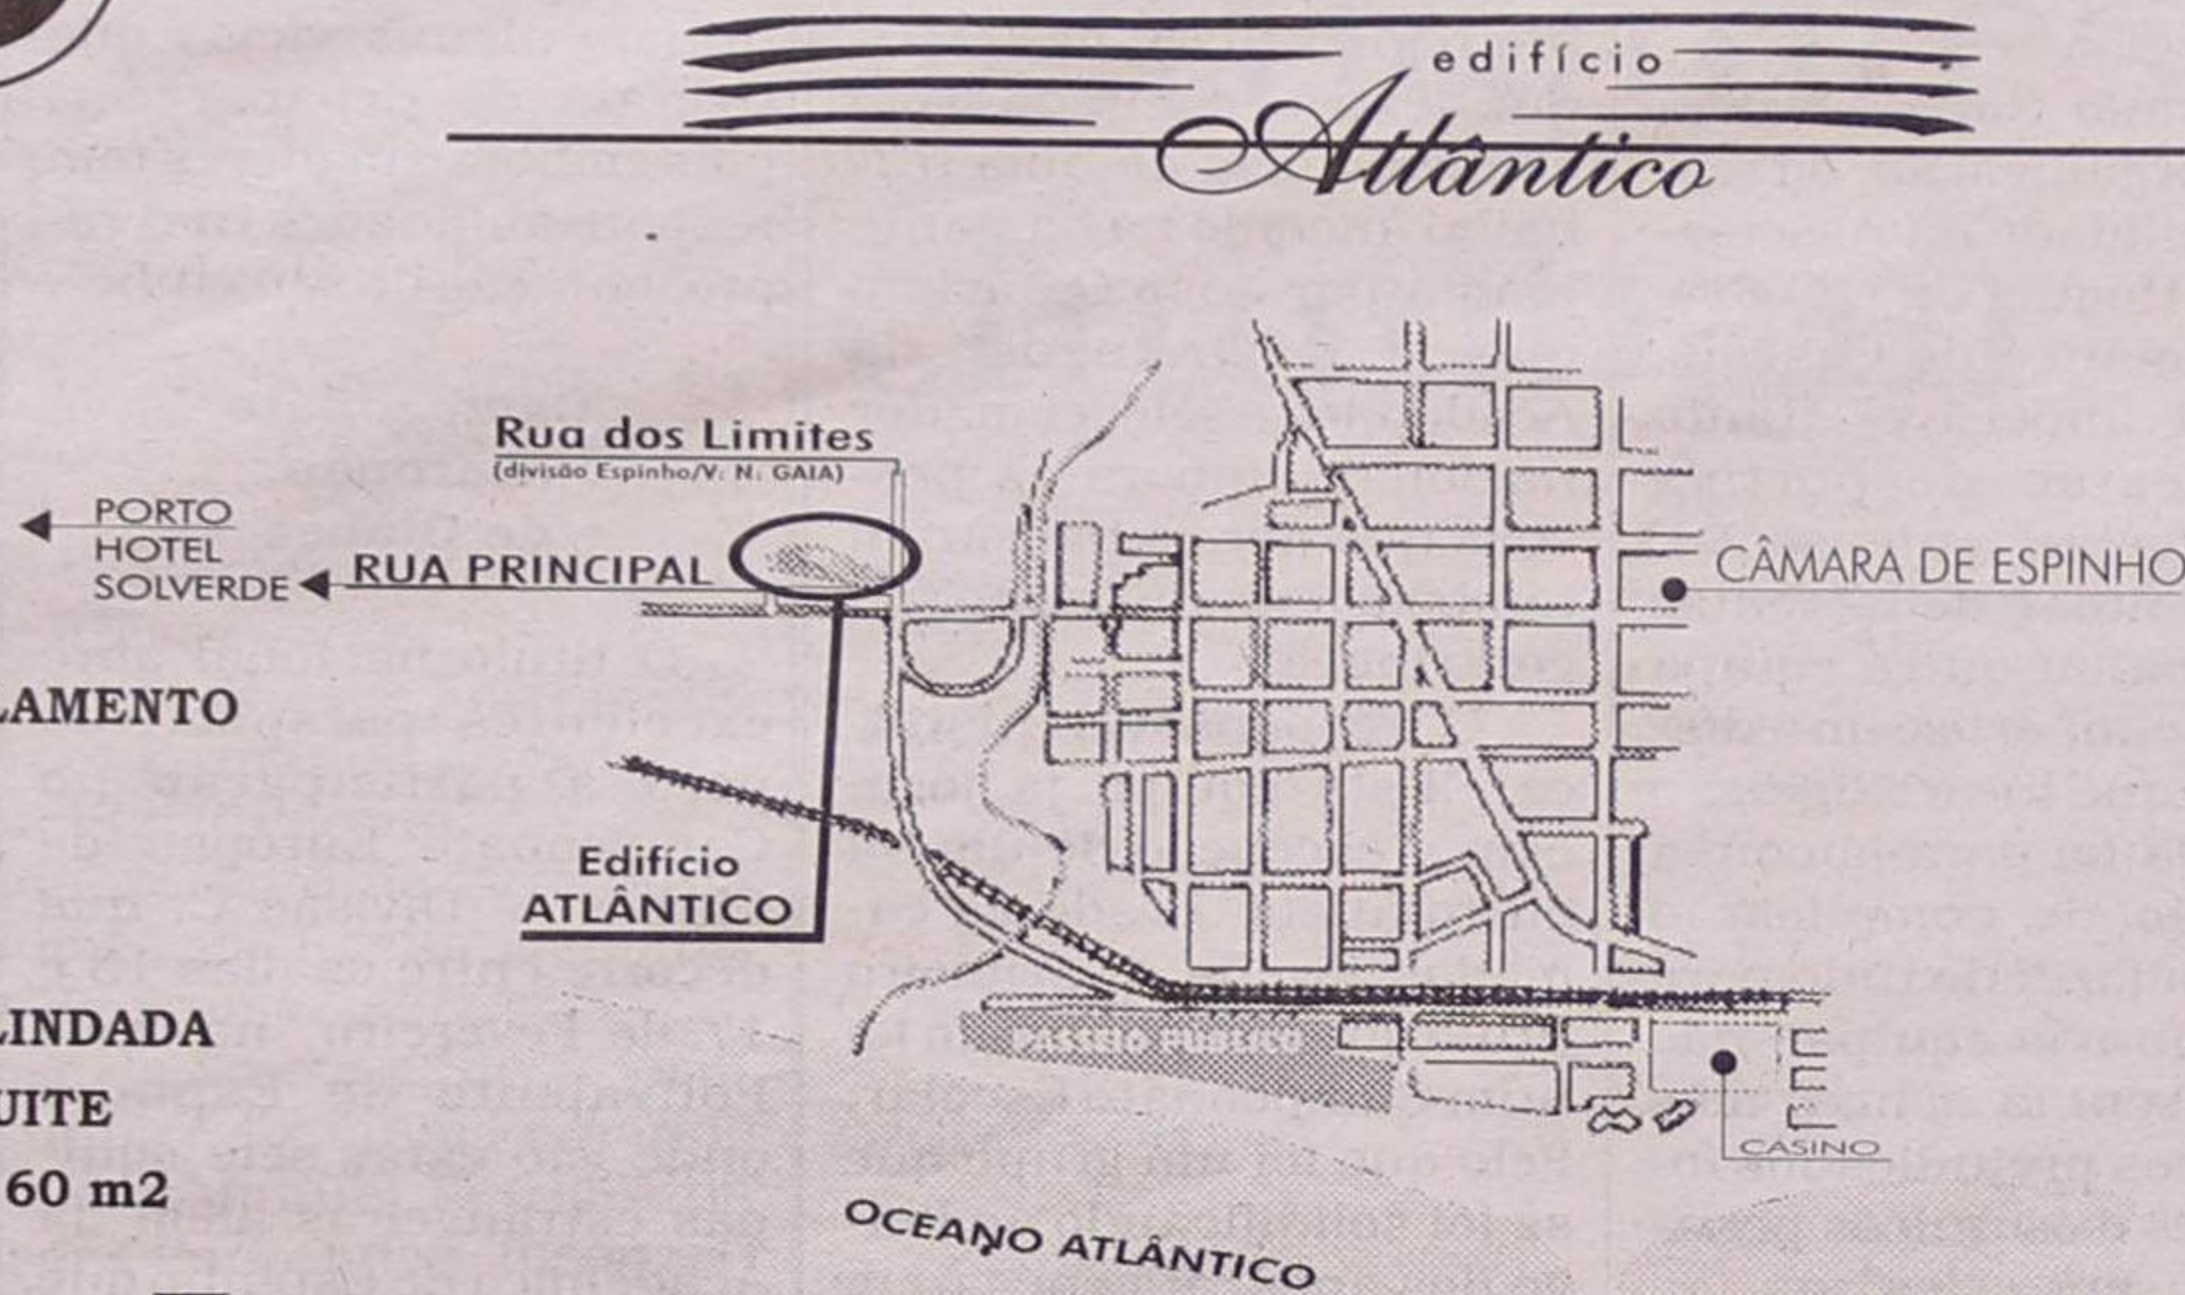 edifício
Atlântico
Rua dos Limites
(divisão Espinho/V. N. GAIA)
PORTO
HOTEL
SOLVERDE
RUA PRINCIPAL
CÂMARA DE ESPINHO
LAMENTO
Edifício
ATLÂNTICO
LINDADA
UITE
60 m2
PASSEIO PUBLICO
CASINO
OCEANO ATLÂNTICO